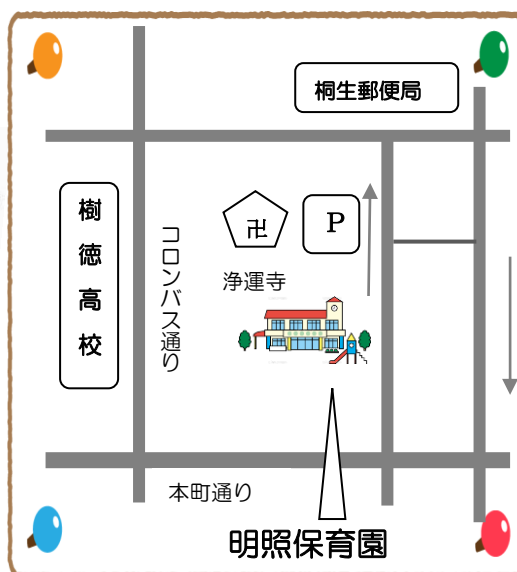 桐生郵便局
樹徳高校
コロンバス通り
卍
P
浄運寺
本町通り
明照保育園